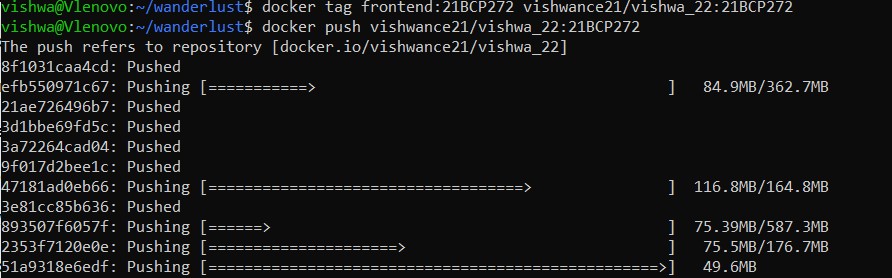 vishwa@Vlenovo:~/wanderlust$ docker tag frontend:21BCP272 vishwance21/vishwa_22:21BCP272
vishwa@Vlenovo:~/wanderlust$ docker push vishwance21/vishwa_22:21BCP272
The push refers to repository [docker.io/vishwance21/vishwa_22]
8f1031caa4cd: Pushed
efb550971c67: Pushing [===========>                                       ]   84.9MB/362.7MB
21ae726496b7: Pushed
3d1bbe69fd5c: Pushed
3a72264cad04: Pushed
9f017d2bee1c: Pushed
47181ad0eb66: Pushing [===================================>               ]  116.8MB/164.8MB
3e81cc85b636: Pushed
893507f6057f: Pushing [======>                                            ]  75.39MB/587.3MB
2353f7120e0e: Pushing [=====================>                             ]   75.5MB/176.7MB
51a9318e6edf: Pushing [==================================================>]   49.6MB